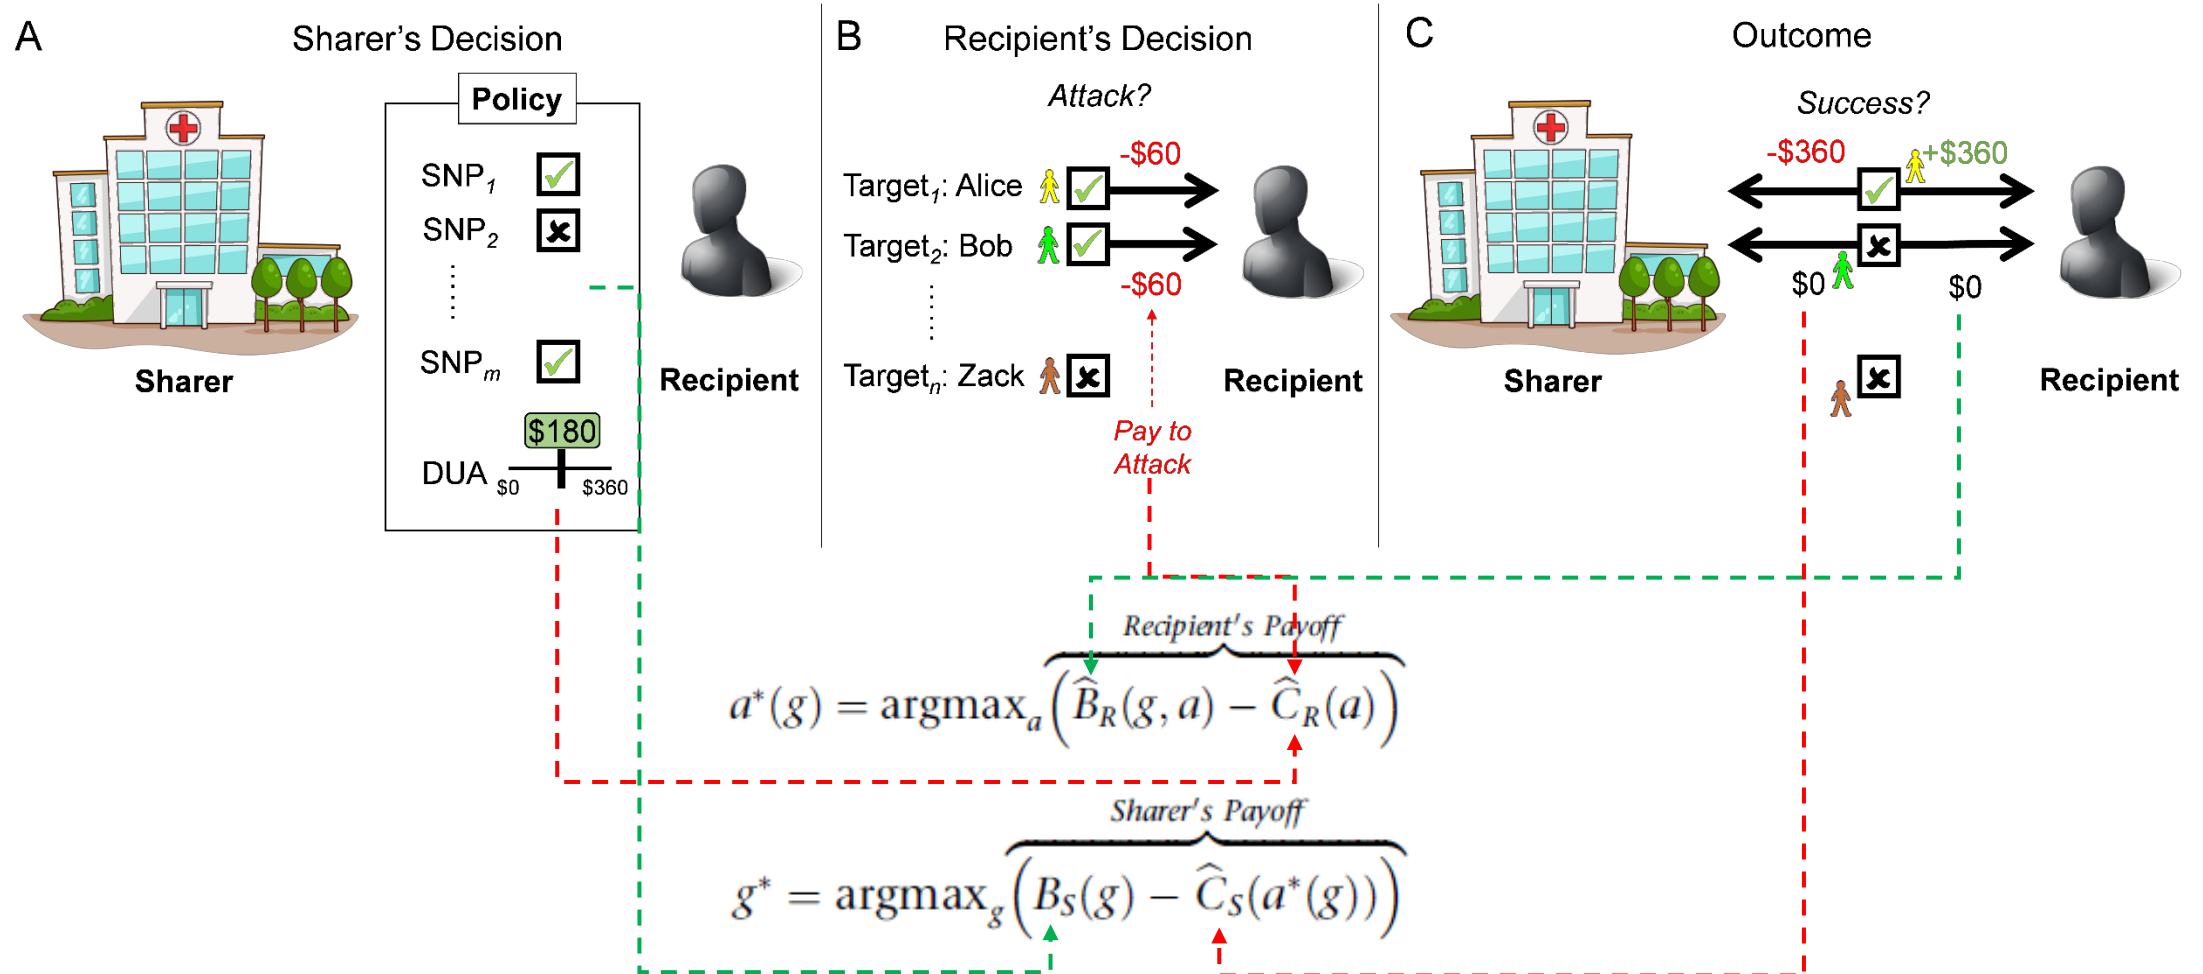 A
Sharer's Decision
Policy
SNP1
SNP2
SNPm
$180
DUA
$0
$360
Sharer
Recipient
B
Recipient's Decision
Attack?
-$60
Target1: Alice
Target2: Bob
-$60
Targetn: Zack
Recipient
Pay to
Attack
C
Outcome
Success?
-$360
+$360
$0
$0
Sharer
Recipient
Recipient's Payoff
a*(g) = argmaxa(B̂R(g, a) − ĈR(a))
Sharer's Payoff
g* = argmaxg(BS(g) − ĈS(a*(g)))